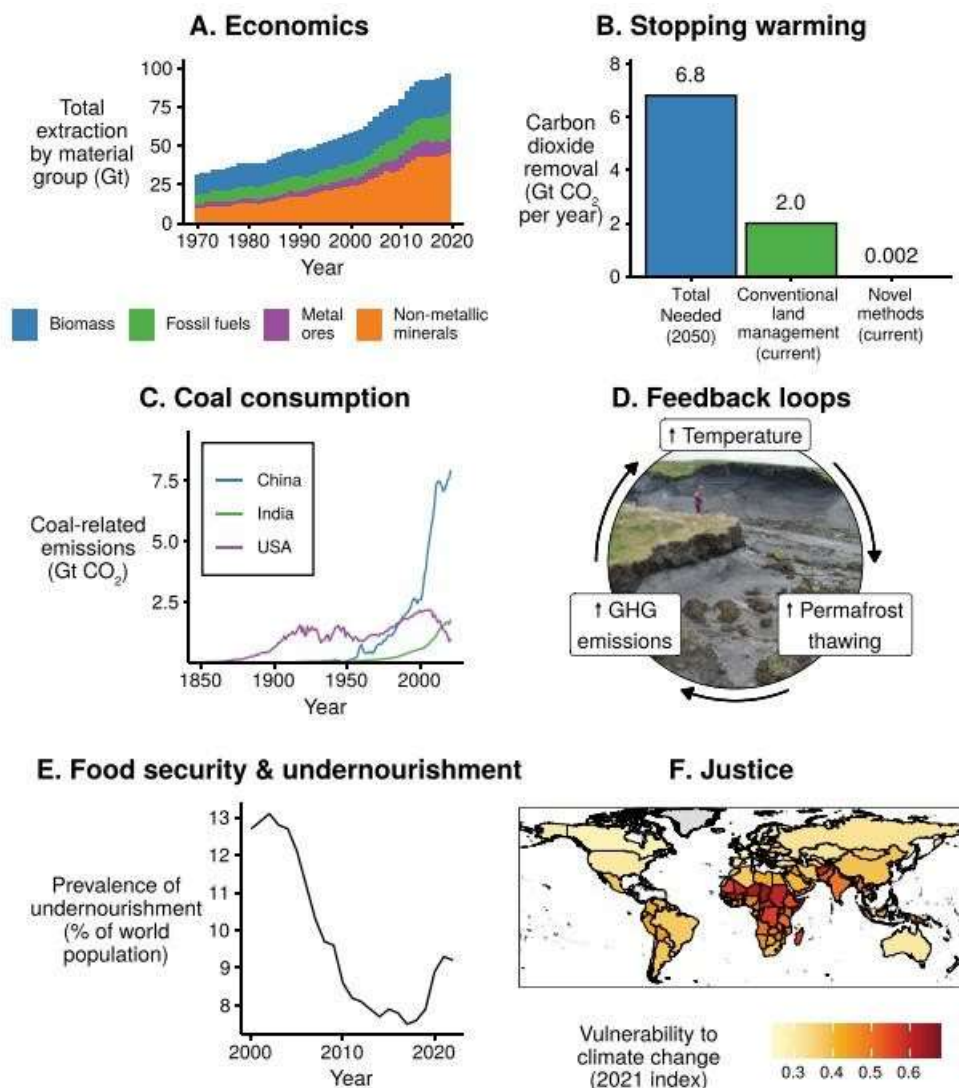 A. Economics
100
75
50
25
0
Total
extraction
by material
group (Gt)
1970 1980 1990 2000 2010 2020
Year
Biomass
Fossil fuels
Metal
ores
Non-metallic
minerals
B. Stopping warming
8
6
4
2
0
Carbon
dioxide
removal
(Gt CO₂
per year)
6.8
2.0
0.002
Total
Needed
(2050)
Conventional
land
management
(current)
Novel
methods
(current)
C. Coal consumption
7.5
5.0
2.5
Coal-related
emissions
(Gt CO₂)
China
India
USA
1850 1900 1950 2000
Year
D. Feedback loops
↑ Temperature
↑ GHG
emissions
↑ Permafrost
thawing
E. Food security & undernourishment
13
12
11
10
9
8
Prevalence of
undernourishment
(% of world
population)
2000 2010 2020
Year
F. Justice
Vulnerability to
climate change
(2021 index)
0.3 0.4 0.5 0.6